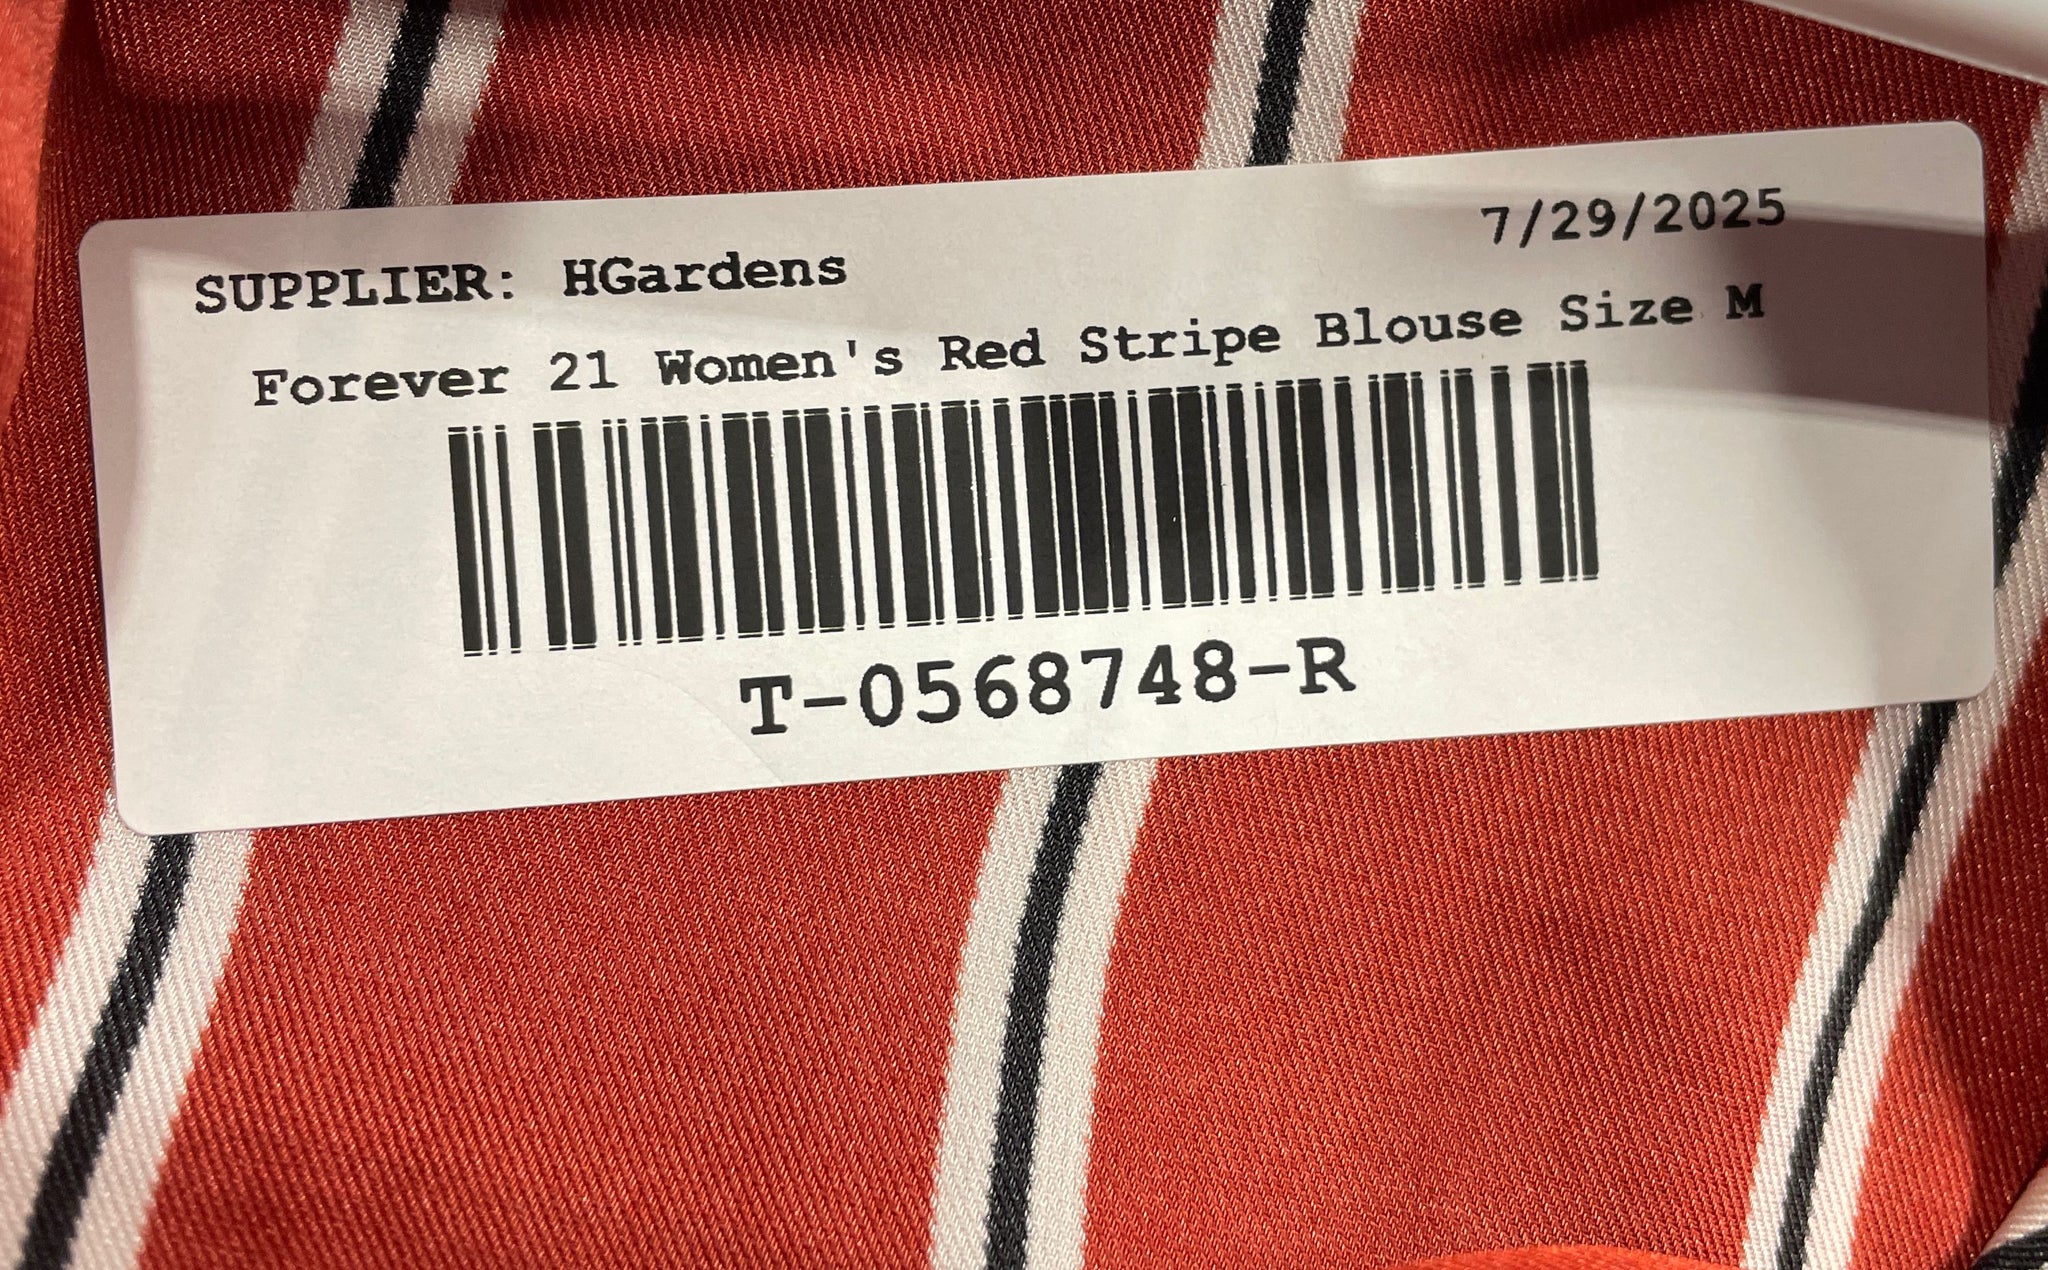 7/29/2025
SUPPLIER: HGardens
Forever 21 Women's Red Stripe Blouse Size M
T-0568748-R